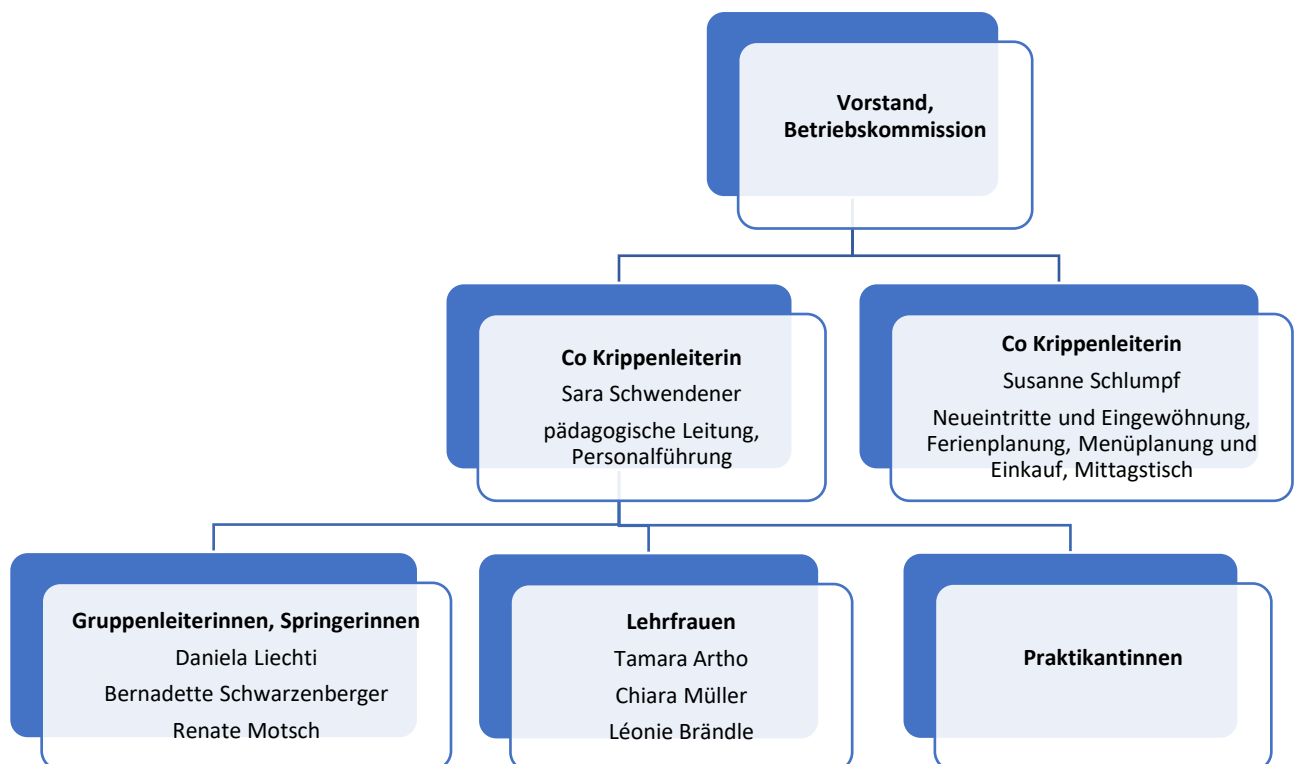 Vorstand,
Betriebskommission
Co Krippenleiterin
Sara Schwendener
pädagogische Leitung,
Personalführung
Co Krippenleiterin
Susanne Schlumpf
Neueintritte und Eingewöhnung,
Ferienplanung, Menüplanung und
Einkauf, Mittagstisch
Gruppenleiterinnen, Springerinnen
Daniela Liechti
Bernadette Schwarzenberger
Renate Motsch
Lehrfrauen
Tamara Artho
Chiara Müller
Léonie Brändle
Praktikantinnen